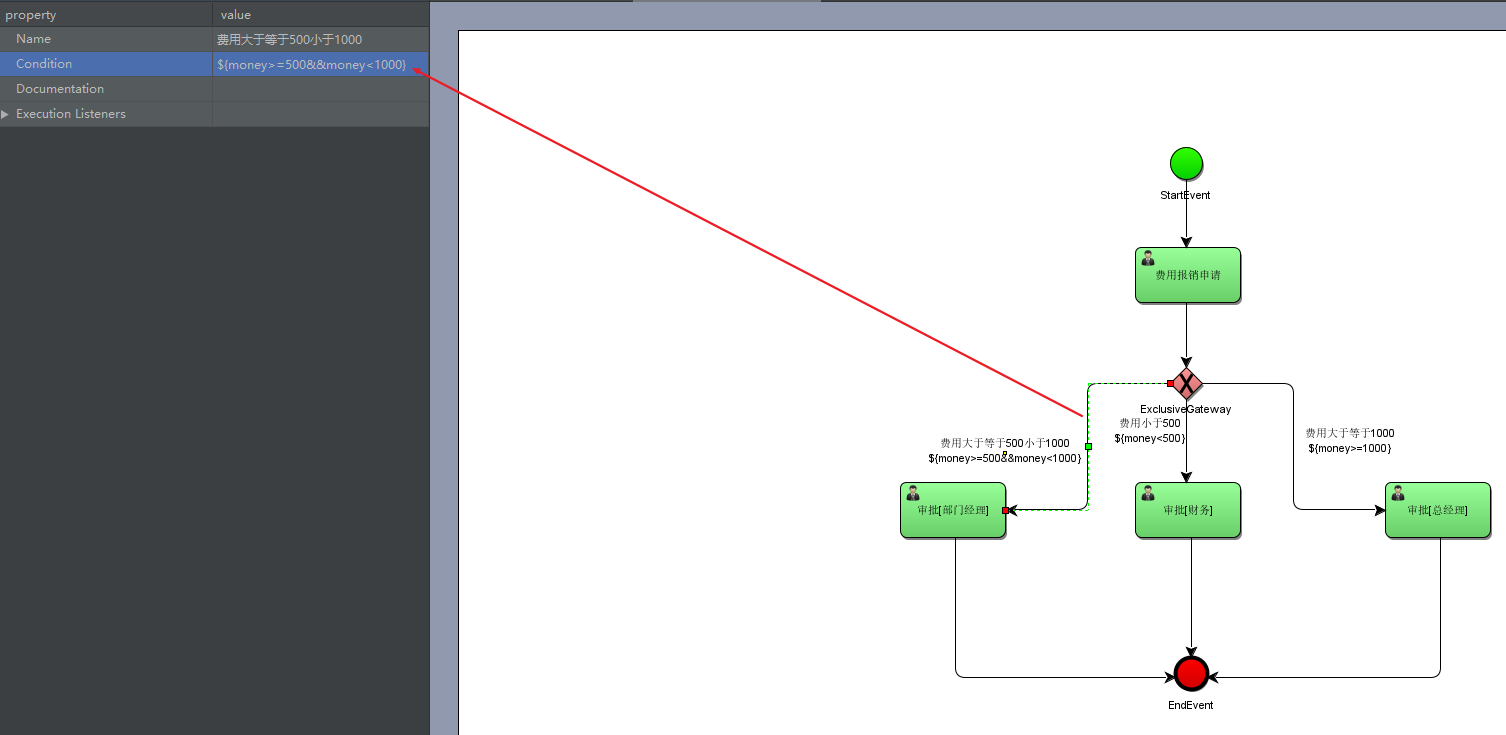 property
value
Name
费用大于等于500小于1000
Condition
${money>=500&&money<1000}
Documentation
Execution Listeners
StartEvent
费用报销申请
ExclusiveGateway
费用小于500
${money<500}
费用大于等于500小于1000
${money>=500&&money<1000}
费用大于等于1000
${money>=1000}
审批[部门经理]
审批[财务]
审批[总经理]
EndEvent